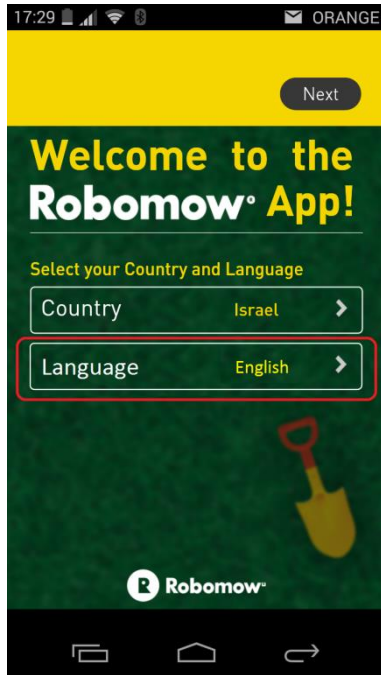 17:29 ORANGE
Next
Welcome to the
Robomow® App!
Select your Country and Language
Country Israel
Language English
R Robomow®